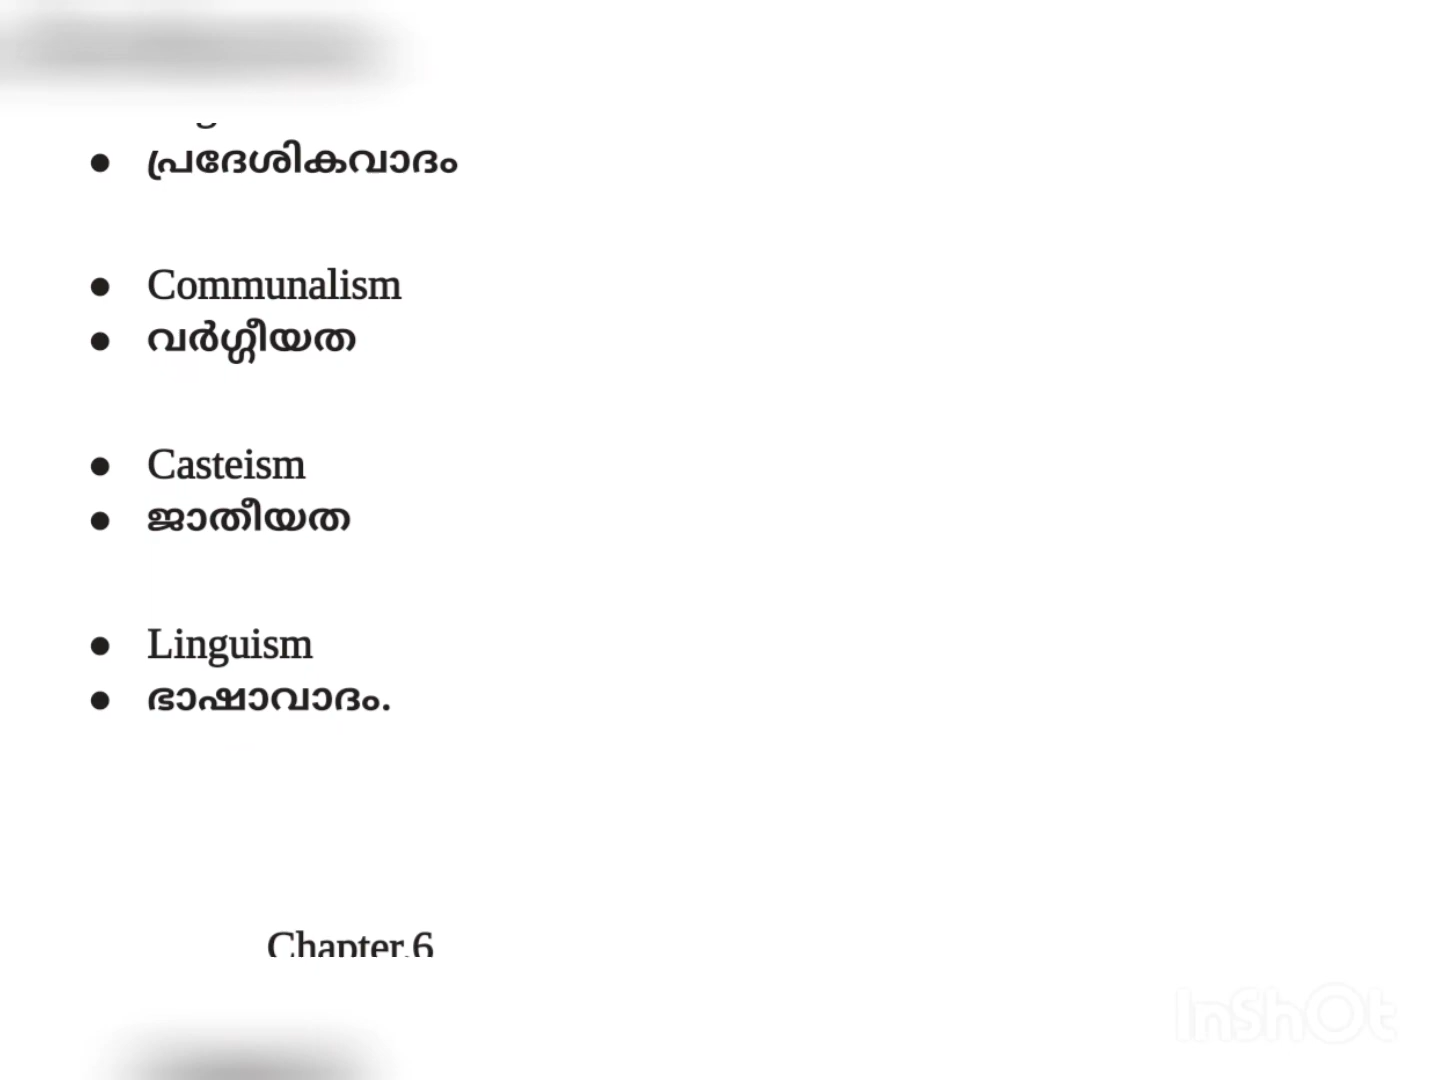 ● പ്രദേശികവാദം
● Communalism
● വർഗ്ഗീയത
● Casteism
● ജാതീയത
● Linguism
● ഭാഷാവാദം.
Chapter.6
InShOt